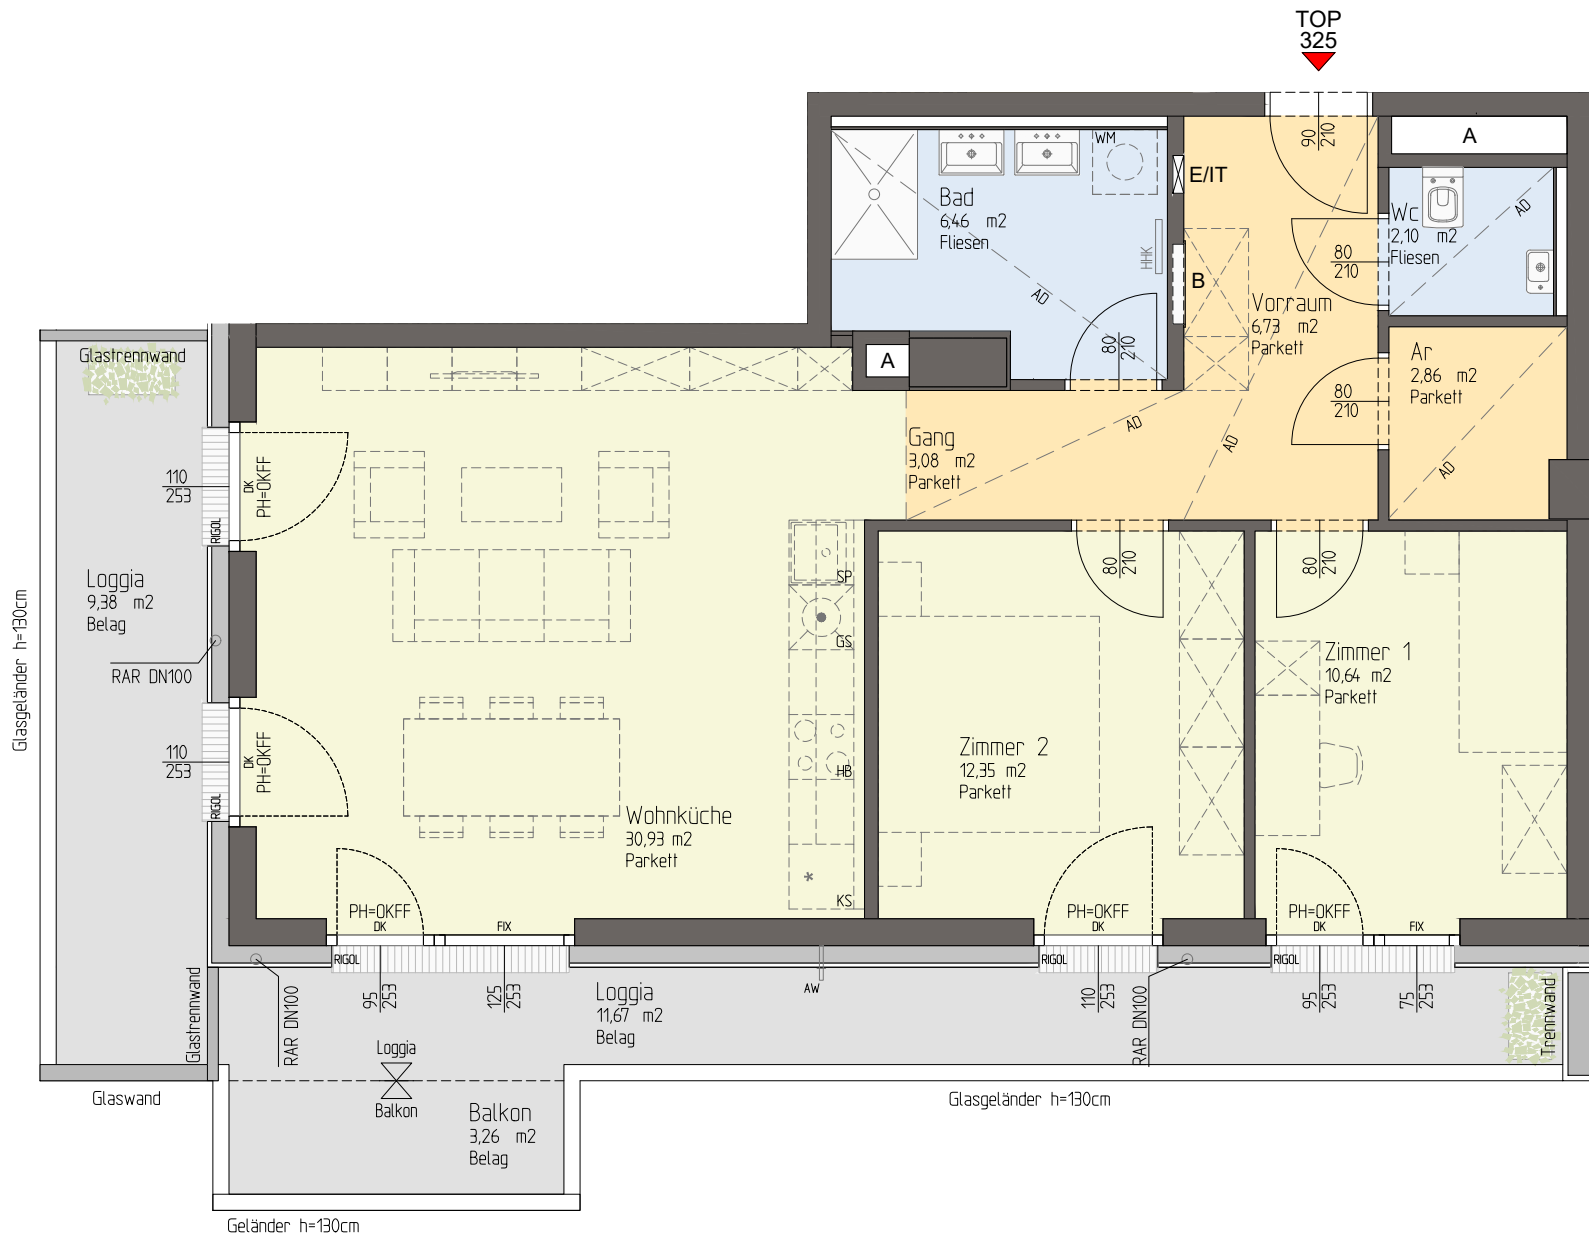 TOP
325
90
210
A
WM
E/IT
Bad
6,46 m2
Fliesen
HHK
AD
B
80
210
Wc
2,10 m2
Fliesen
AD
80
210
Vorraum
6,73 m2
Parkett
A
Ar
2,86 m2
Parkett
AD
80
210
Gang
3,08 m2
Parkett
AD
AD
Glastrennwand
110
253
DK
PH=OKFF
RIGOL
Loggia
9,38 m2
Belag
RAR DN100
Glasgeländer h=130cm
110
253
DK
PH=OKFF
RIGOL
SP
GS
HB
KS
*
80
210
80
210
Zimmer 1
10,64 m2
Parkett
Zimmer 2
12,35 m2
Parkett
Wohnküche
30,93 m2
Parkett
PH=OKFF
DK
FIX
PH=OKFF
DK
PH=OKFF
DK
FIX
RIGOL
RIGOL
RIGOL
Glastrennwand
RAR DN100
95
253
125
253
Loggia
11,67 m2
Belag
AW
110
253
RAR DN100
95
253
75
253
Trennwand
Loggia
Balkon
Glaswand
Balkon
3,26 m2
Belag
Glasgeländer h=130cm
Geländer h=130cm